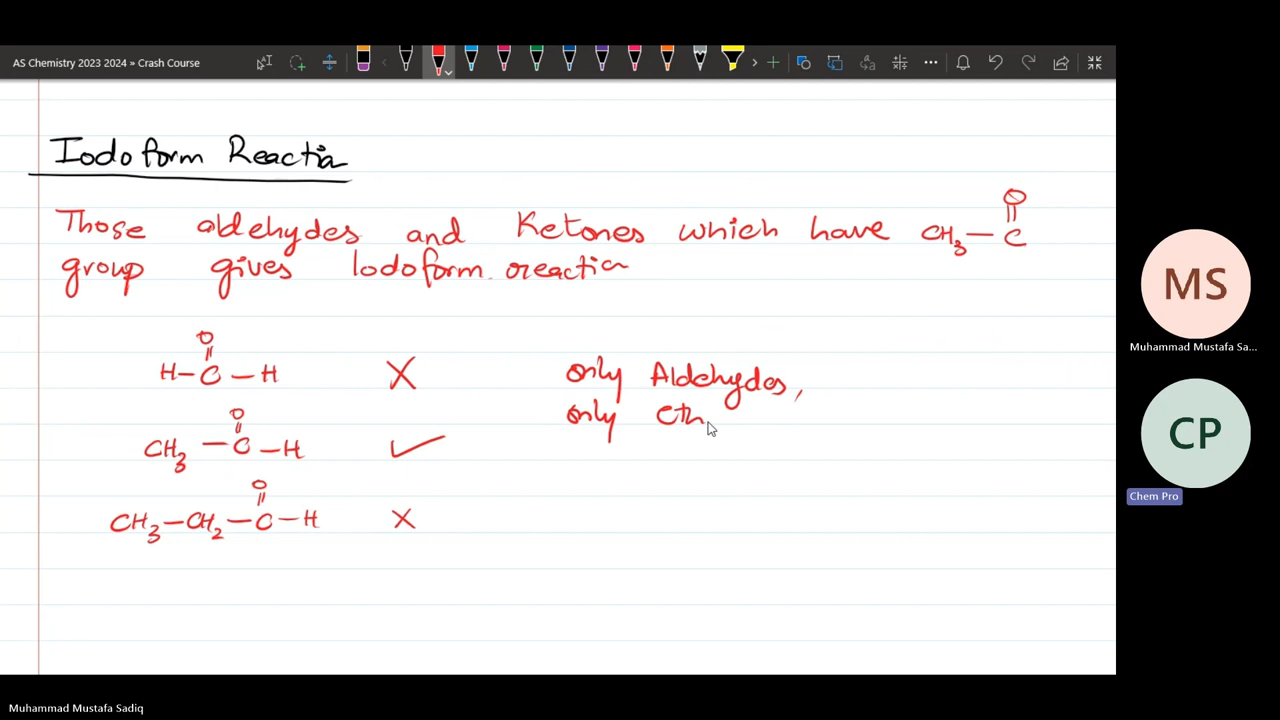 AS Chemistry 2023 2024 » Crash Course
Iodoform Reactio
Those aldehydes and Ketones which have CH3 — C = O
group gives Iodoform reaction
H — C — H
O
X
only Aldehydes,
only Eth
CH3 — C — H
O
✓
CH3 — CH2 — C — H
O
X
MS
Muhammad Mustafa Sa...
CP
Chem Pro
Muhammad Mustafa Sadiq